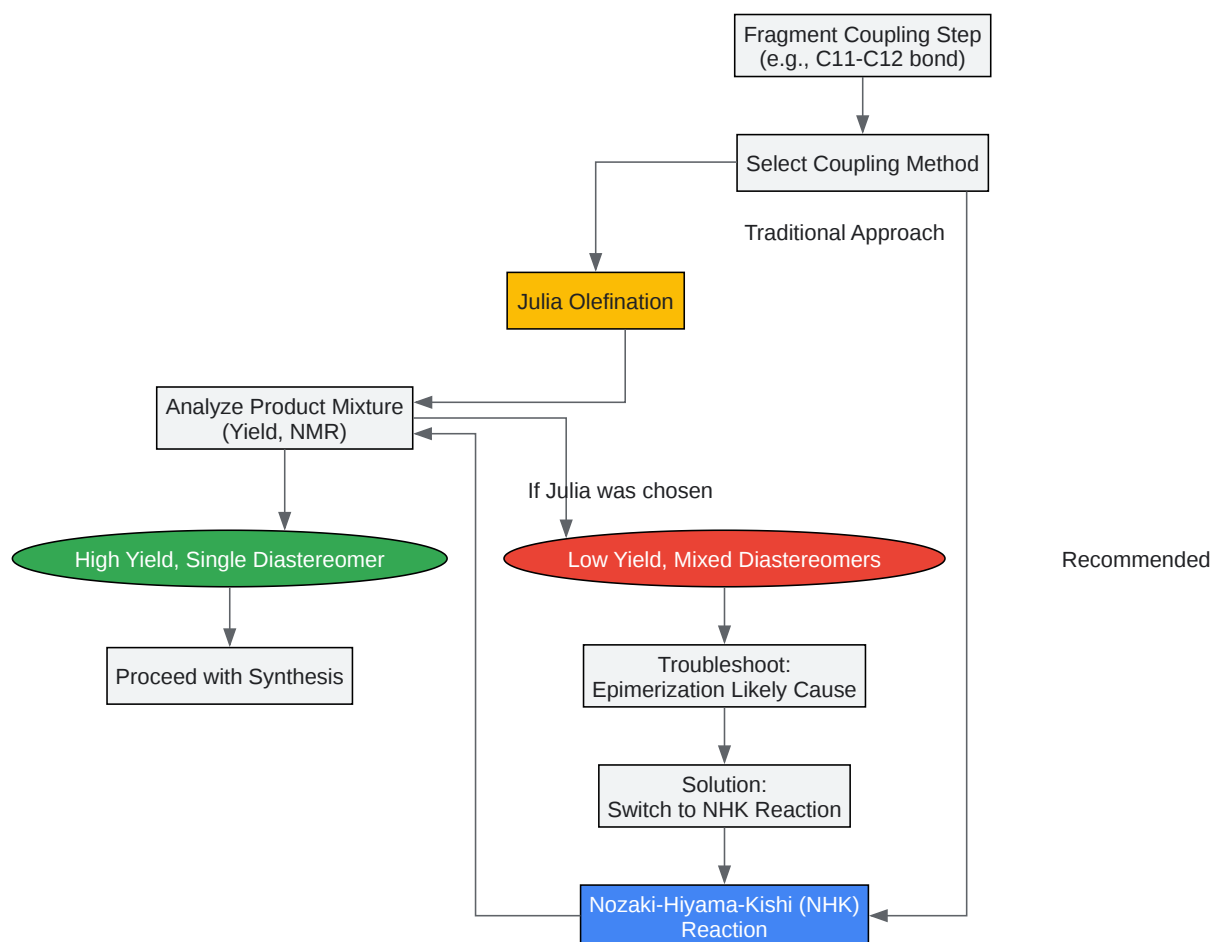 Fragment Coupling Step
(e.g., C11-C12 bond)
Select Coupling Method
Traditional Approach
Julia Olefination
Analyze Product Mixture
(Yield, NMR)
If Julia was chosen
High Yield, Single Diastereomer
Low Yield, Mixed Diastereomers
Recommended
Proceed with Synthesis
Troubleshoot:
Epimerization Likely Cause
Solution:
Switch to NHK Reaction
Nozaki-Hiyama-Kishi (NHK)
Reaction